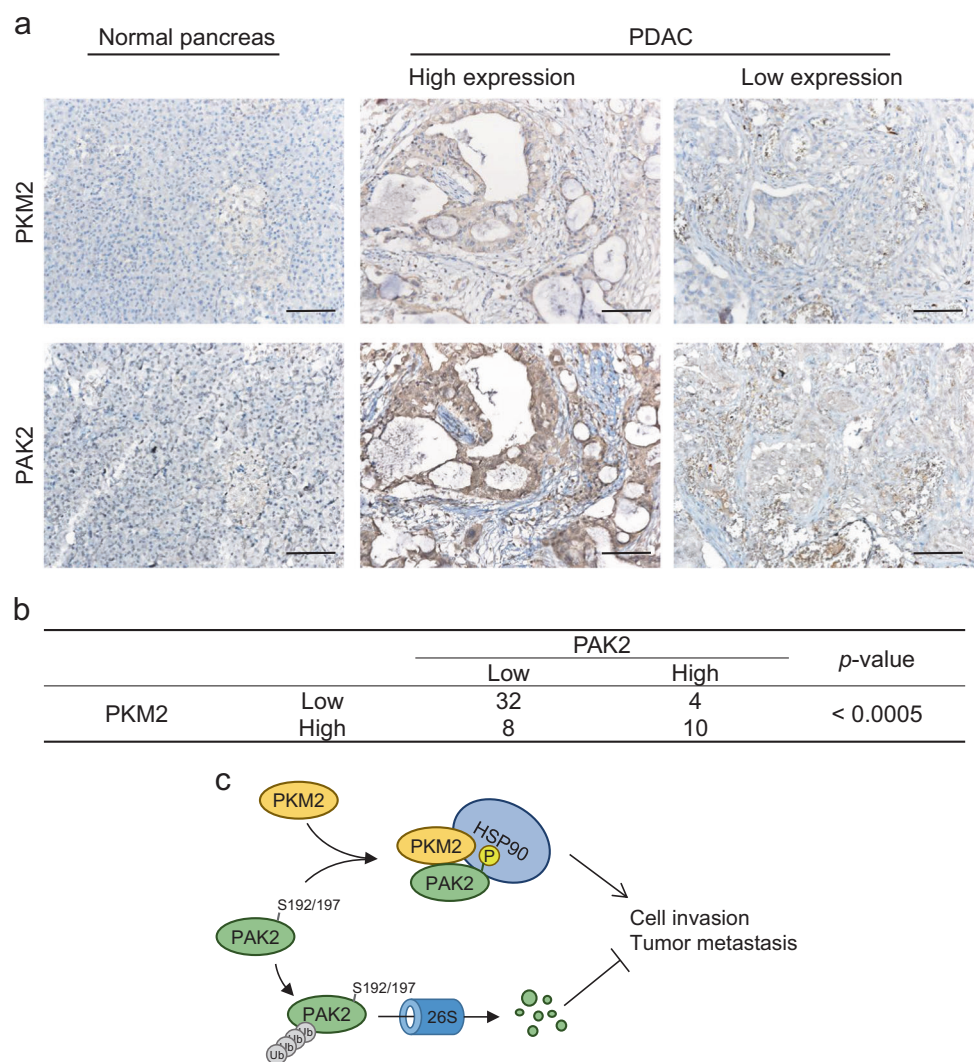 a
Normal pancreas
PDAC
High expression
Low expression
PKM2
PAK2
b
PAK2
p-value
Low
High
PKM2
Low
32
4
< 0.0005
High
8
10
c
PKM2
HSP90
PKM2
P
PAK2
S192/197
PAK2
Cell invasion
Tumor metastasis
S192/197
PAK2
26S
Ub
Ub
Ub
Ub